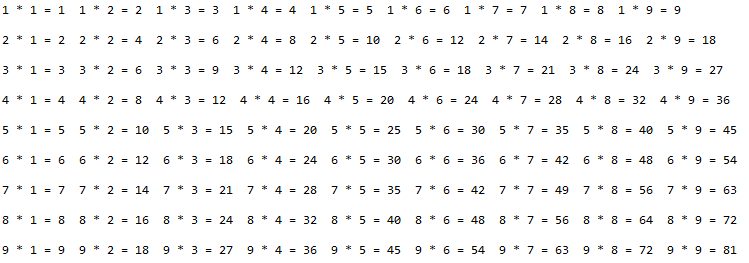 1 * 1 = 1  1 * 2 = 2  1 * 3 = 3  1 * 4 = 4  1 * 5 = 5  1 * 6 = 6  1 * 7 = 7  1 * 8 = 8  1 * 9 = 9
2 * 1 = 2  2 * 2 = 4  2 * 3 = 6  2 * 4 = 8  2 * 5 = 10  2 * 6 = 12  2 * 7 = 14  2 * 8 = 16  2 * 9 = 18
3 * 1 = 3  3 * 2 = 6  3 * 3 = 9  3 * 4 = 12  3 * 5 = 15  3 * 6 = 18  3 * 7 = 21  3 * 8 = 24  3 * 9 = 27
4 * 1 = 4  4 * 2 = 8  4 * 3 = 12  4 * 4 = 16  4 * 5 = 20  4 * 6 = 24  4 * 7 = 28  4 * 8 = 32  4 * 9 = 36
5 * 1 = 5  5 * 2 = 10  5 * 3 = 15  5 * 4 = 20  5 * 5 = 25  5 * 6 = 30  5 * 7 = 35  5 * 8 = 40  5 * 9 = 45
6 * 1 = 6  6 * 2 = 12  6 * 3 = 18  6 * 4 = 24  6 * 5 = 30  6 * 6 = 36  6 * 7 = 42  6 * 8 = 48  6 * 9 = 54
7 * 1 = 7  7 * 2 = 14  7 * 3 = 21  7 * 4 = 28  7 * 5 = 35  7 * 6 = 42  7 * 7 = 49  7 * 8 = 56  7 * 9 = 63
8 * 1 = 8  8 * 2 = 16  8 * 3 = 24  8 * 4 = 32  8 * 5 = 40  8 * 6 = 48  8 * 7 = 56  8 * 8 = 64  8 * 9 = 72
9 * 1 = 9  9 * 2 = 18  9 * 3 = 27  9 * 4 = 36  9 * 5 = 45  9 * 6 = 54  9 * 7 = 63  9 * 8 = 72  9 * 9 = 81